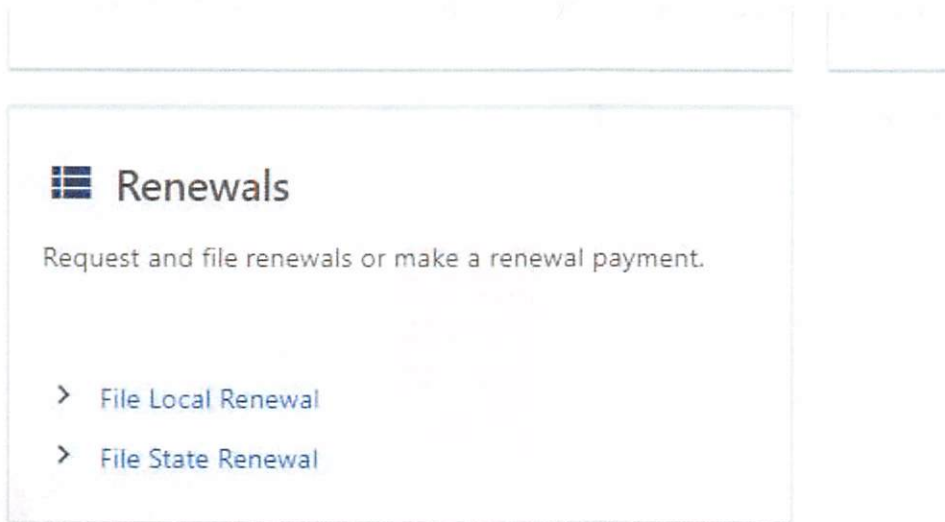 Renewals
Request and file renewals or make a renewal payment.
File Local Renewal
File State Renewal